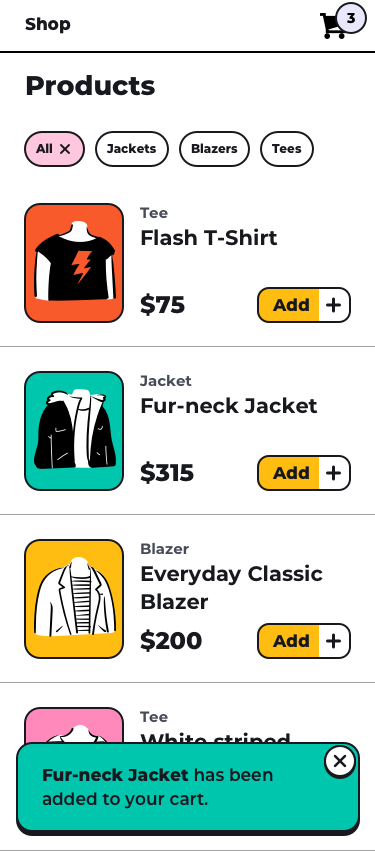 Shop
3
Products
All
Jackets
Blazers
Tees
Tee
Flash T-Shirt
$75
Add
Jacket
Fur-neck Jacket
$315
Add
Blazer
Everyday Classic
Blazer
$200
Add
Tee
White striped
Fur-neck Jacket has been
added to your cart.